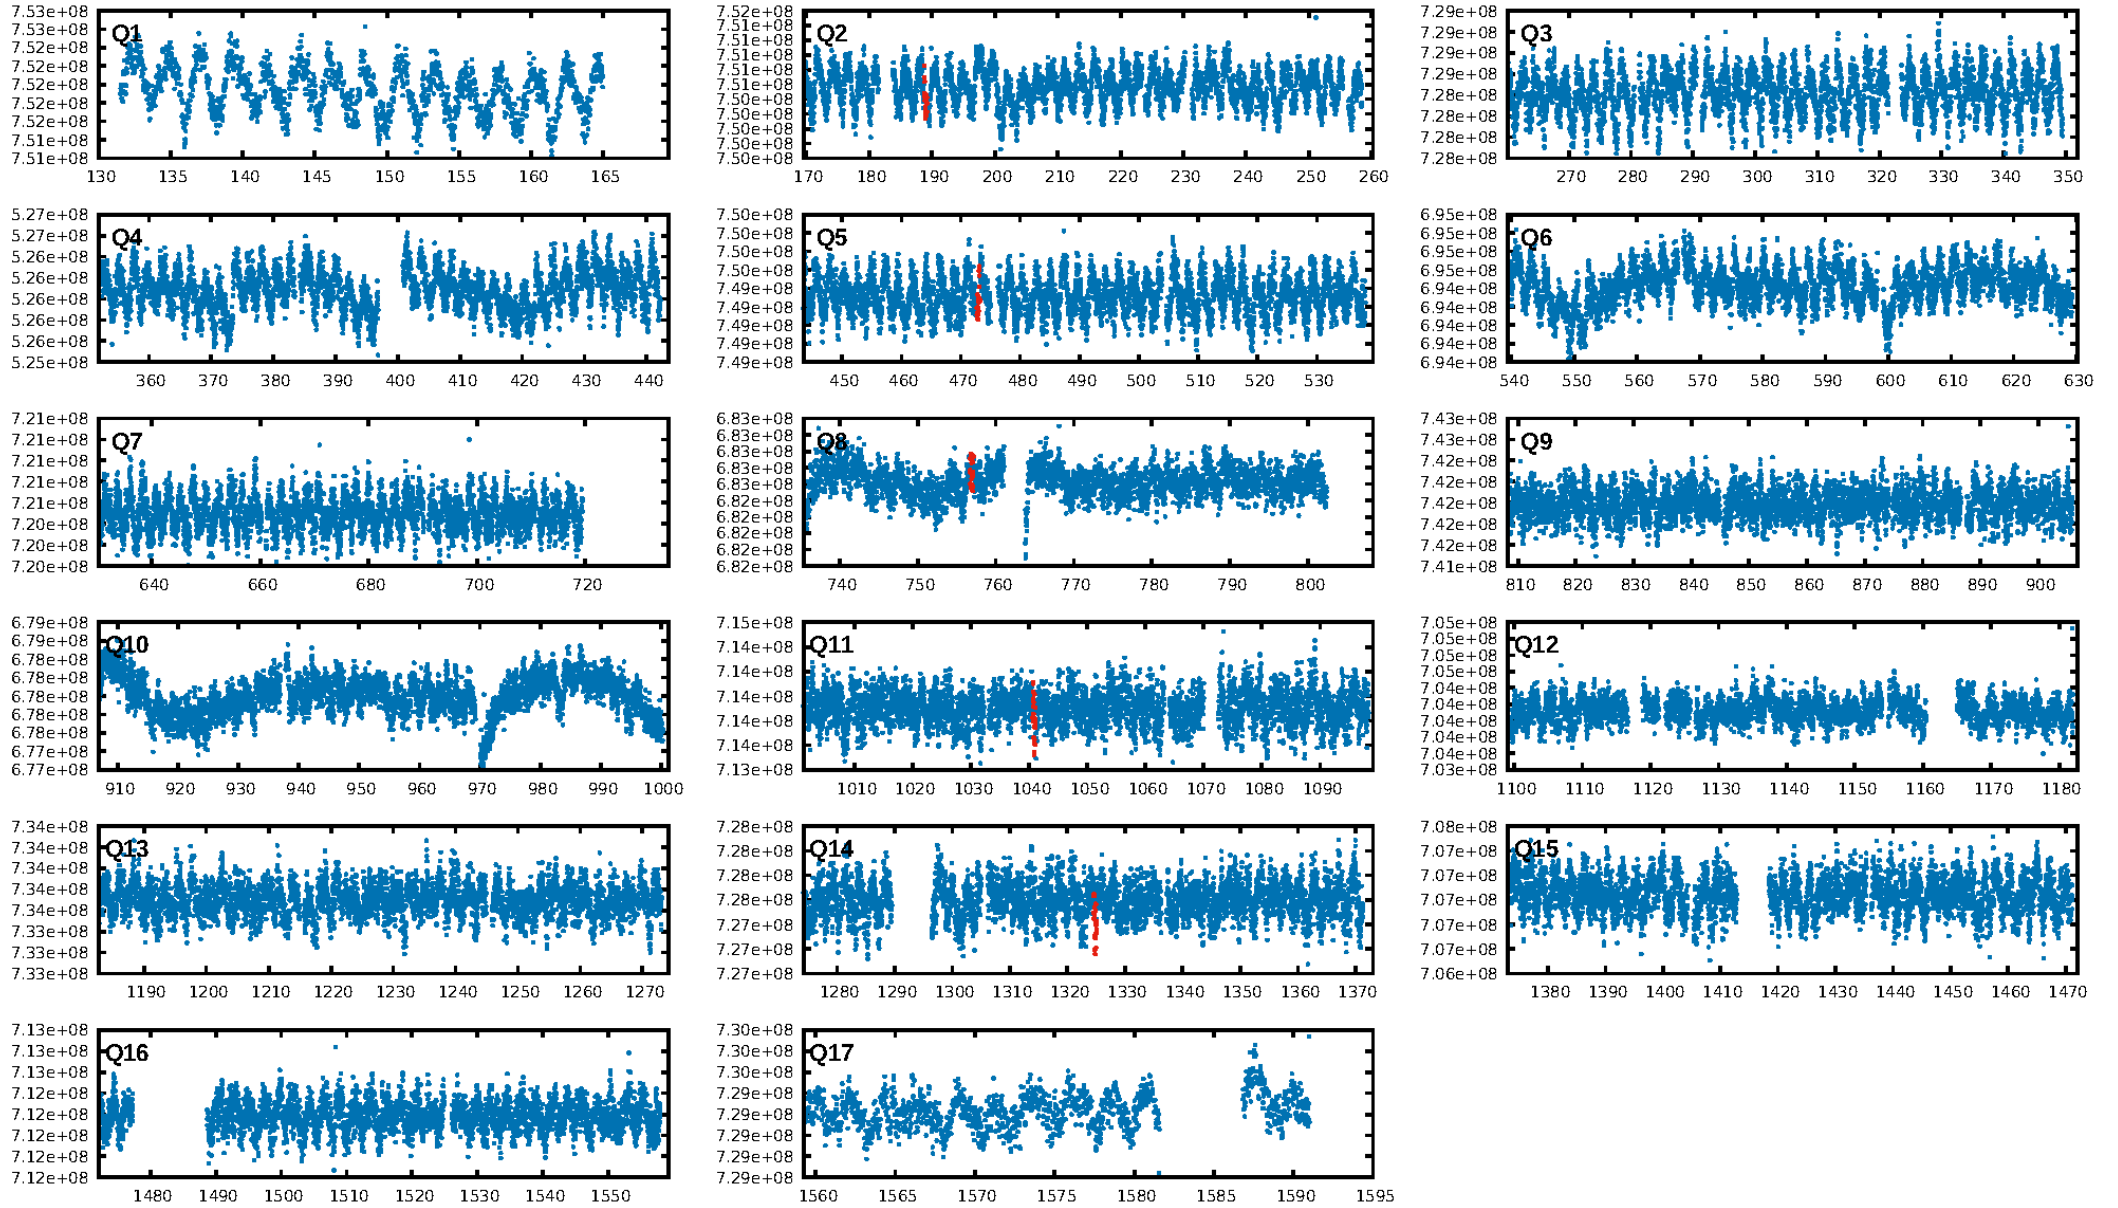 7.53e+08
7.53e+08
7.52e+08
7.52e+08
7.52e+08
7.52e+08
7.52e+08
7.51e+08
7.51e+08
Q1
130 135 140 145 150 155 160 165
7.52e+08
7.51e+08
7.51e+08
7.51e+08
7.51e+08
7.51e+08
7.50e+08
7.50e+08
7.50e+08
7.50e+08
7.50e+08
Q2
170 180 190 200 210 220 230 240 250 260
7.29e+08
7.29e+08
7.29e+08
7.29e+08
7.28e+08
7.28e+08
7.28e+08
7.28e+08
Q3
270 280 290 300 310 320 330 340 350
5.27e+08
5.27e+08
5.26e+08
5.26e+08
5.26e+08
5.26e+08
5.26e+08
5.25e+08
Q4
360 370 380 390 400 410 420 430 440
7.50e+08
7.50e+08
7.50e+08
7.50e+08
7.49e+08
7.49e+08
7.49e+08
7.49e+08
7.49e+08
Q5
450 460 470 480 490 500 510 520 530
6.95e+08
6.95e+08
6.95e+08
6.95e+08
6.94e+08
6.94e+08
6.94e+08
6.94e+08
6.94e+08
Q6
540 550 560 570 580 590 600 610 620 630
7.21e+08
7.21e+08
7.21e+08
7.21e+08
7.21e+08
7.20e+08
7.20e+08
7.20e+08
Q7
640 660 680 700 720
6.83e+08
6.83e+08
6.83e+08
6.83e+08
6.83e+08
6.82e+08
6.82e+08
6.82e+08
6.82e+08
6.82e+08
Q8
740 750 760 770 780 790 800
7.43e+08
7.43e+08
7.42e+08
7.42e+08
7.42e+08
7.42e+08
7.42e+08
7.41e+08
Q9
810 820 830 840 850 860 870 880 890 900
6.79e+08
6.79e+08
6.78e+08
6.78e+08
6.78e+08
6.78e+08
6.78e+08
6.77e+08
6.77e+08
Q10
910 920 930 940 950 960 970 980 990 1000
7.15e+08
7.14e+08
7.14e+08
7.14e+08
7.14e+08
7.14e+08
7.13e+08
Q11
1010 1020 1030 1040 1050 1060 1070 1080 1090
7.05e+08
7.05e+08
7.05e+08
7.05e+08
7.04e+08
7.04e+08
7.04e+08
7.04e+08
7.04e+08
7.03e+08
Q12
1100 1110 1120 1130 1140 1150 1160 1170 1180
7.34e+08
7.34e+08
7.34e+08
7.34e+08
7.34e+08
7.33e+08
7.33e+08
7.33e+08
Q13
1190 1200 1210 1220 1230 1240 1250 1260 1270
7.28e+08
7.28e+08
7.28e+08
7.28e+08
7.27e+08
7.27e+08
7.27e+08
Q14
1280 1290 1300 1310 1320 1330 1340 1350 1360 1370
7.08e+08
7.07e+08
7.07e+08
7.07e+08
7.07e+08
7.07e+08
7.06e+08
Q15
1380 1390 1400 1410 1420 1430 1440 1450 1460 1470
7.13e+08
7.13e+08
7.13e+08
7.12e+08
7.12e+08
7.12e+08
7.12e+08
7.12e+08
Q16
1480 1490 1500 1510 1520 1530 1540 1550
7.30e+08
7.30e+08
7.29e+08
7.29e+08
7.29e+08
7.29e+08
7.29e+08
7.29e+08
Q17
1560 1565 1570 1575 1580 1585 1590 1595